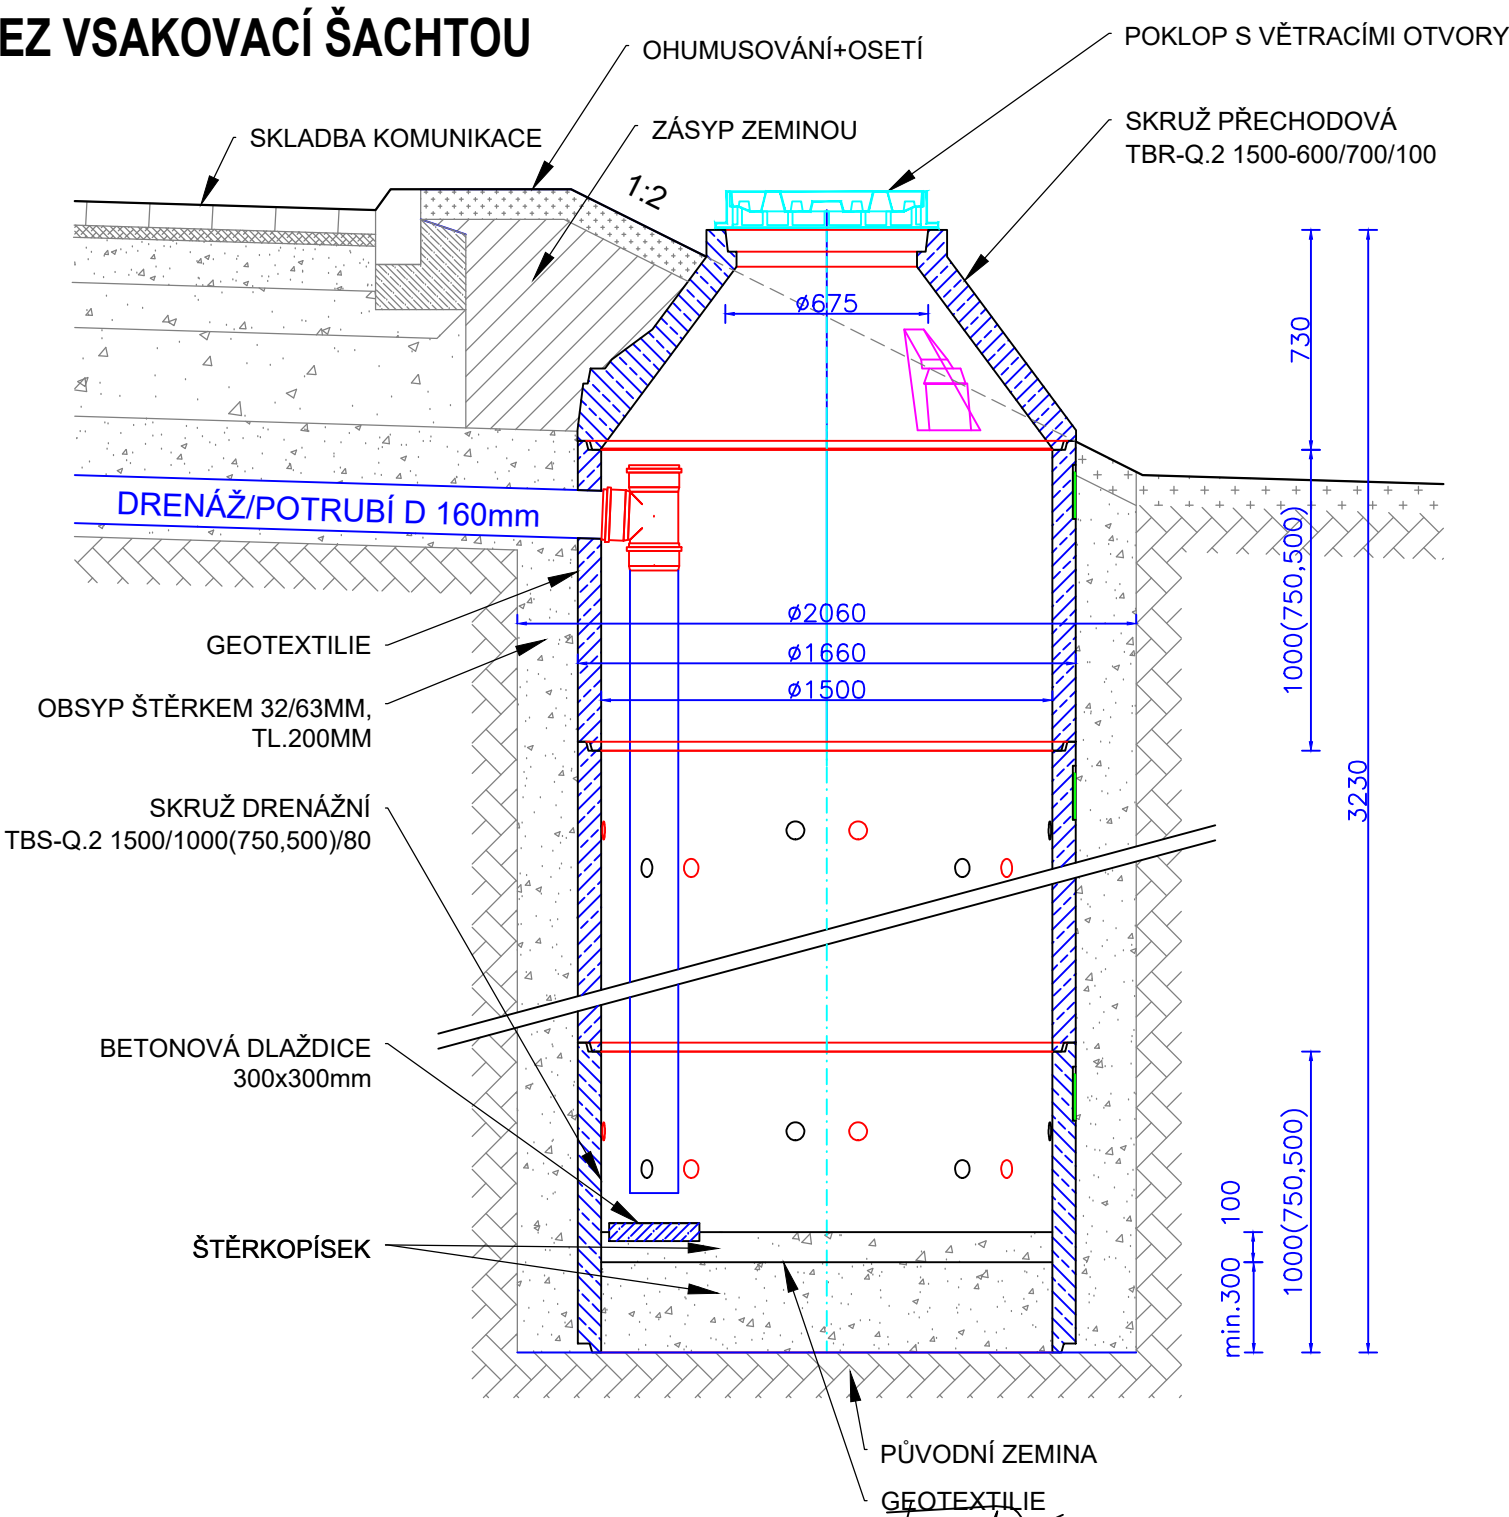 EZ VSAKOVACÍ ŠACHTOU
OHUMUSOVÁNÍ+OSETÍ
POKLOP S VĚTRACÍMI OTVORY
SKLADBA KOMUNIKACE
ZÁSYP ZEMINOU
SKRUŽ PŘECHODOVÁ
TBR-Q.2 1500-600/700/100
1:2
ø675
730
DRENÁŽ/POTRUBÍ D 160mm
1000(750,500)
ø2060
GEOTEXTILIE
ø1660
ø1500
OBSYP ŠTĚRKEM 32/63MM,
TL.200MM
3230
SKRUŽ DRENÁŽNÍ
TBS-Q.2 1500/1000(750,500)/80
BETONOVÁ DLAŽDICE
300x300mm
1000(750,500)
100
min.300
ŠTĚRKOPÍSEK
PŮVODNÍ ZEMINA
GEOTEXTILIE